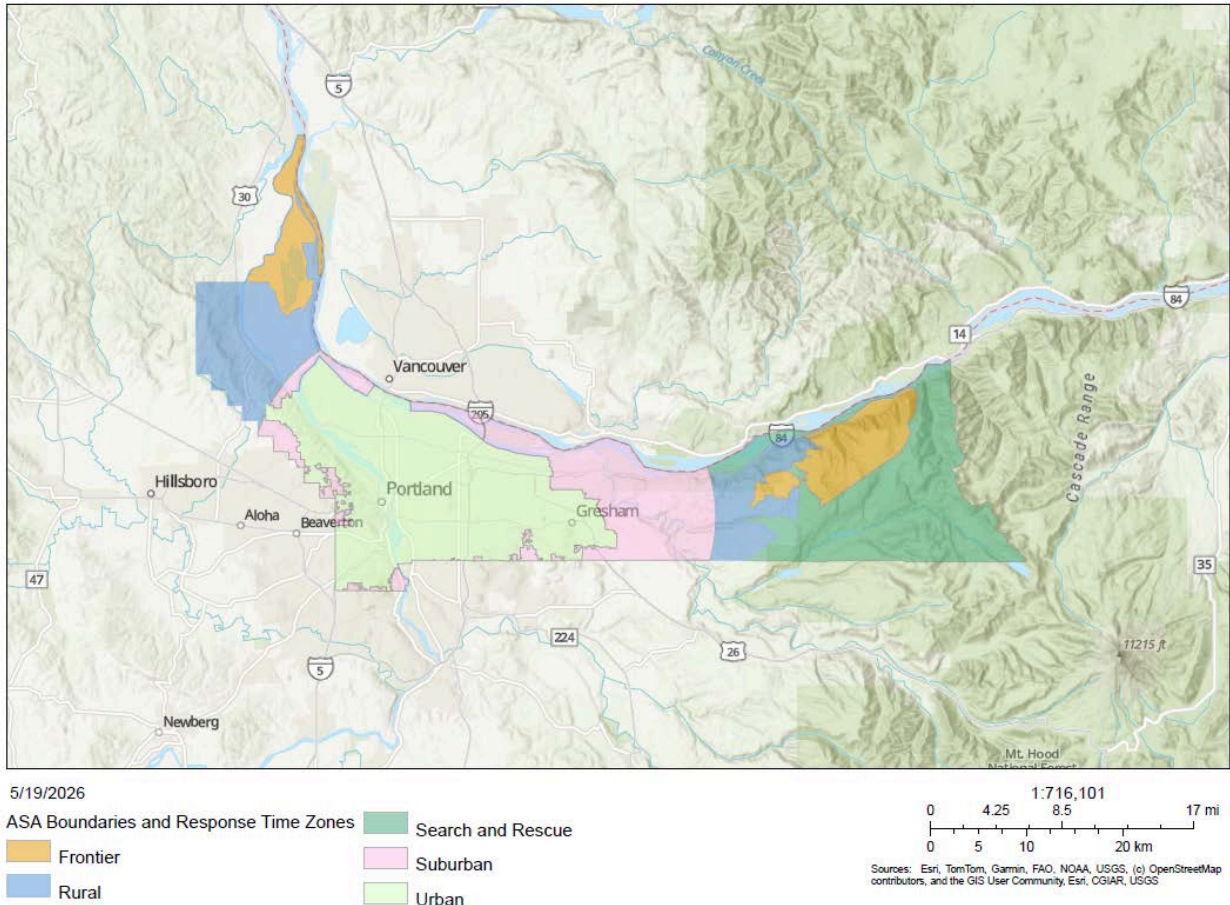 Canyon Creek
5
30
14
84
Vancouver
205
84
Cascade Range
Hillsboro
Portland
Gresham
Aloha
Beaverton
47
35
224
26
11215 ft
5
Newberg
Mt. Hood
National Forest
5/19/2026
ASA Boundaries and Response Time Zones
Frontier
Rural
Search and Rescue
Suburban
Urban
1:716,101
0 4.25 8.5 17 mi
0 5 10 20 km
Sources: Esri, TomTom, Garmin, FAO, NOAA, USGS, (c) OpenStreetMap
contributors, and the GIS User Community, Esri, CGIAR, USGS